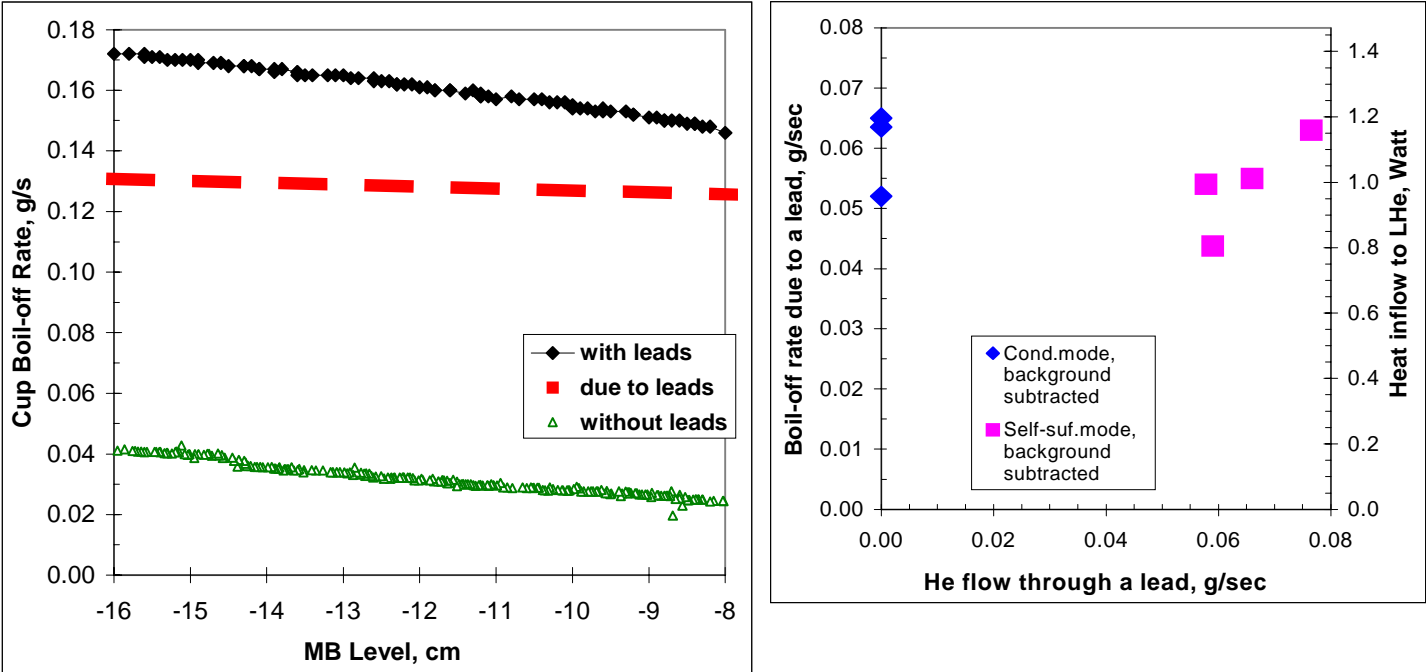 0.18
0.16
0.14
0.12
0.10
0.08
0.06
0.04
0.02
0.00
Cup Boil-off Rate, g/s
-16
-15
-14
-13
-12
-11
-10
-9
-8
MB Level, cm
with leads
due to leads
without leads
0.08
0.07
0.06
0.05
0.04
0.03
0.02
0.01
0.00
Boil-off rate due to a lead, g/sec
1.4
1.2
1.0
0.8
0.6
0.4
0.2
0.0
Heat inflow to LHe, Watt
0.00
0.02
0.04
0.06
0.08
He flow through a lead, g/sec
Cond.mode,
background
subtracted
Self-suf.mode,
background
subtracted